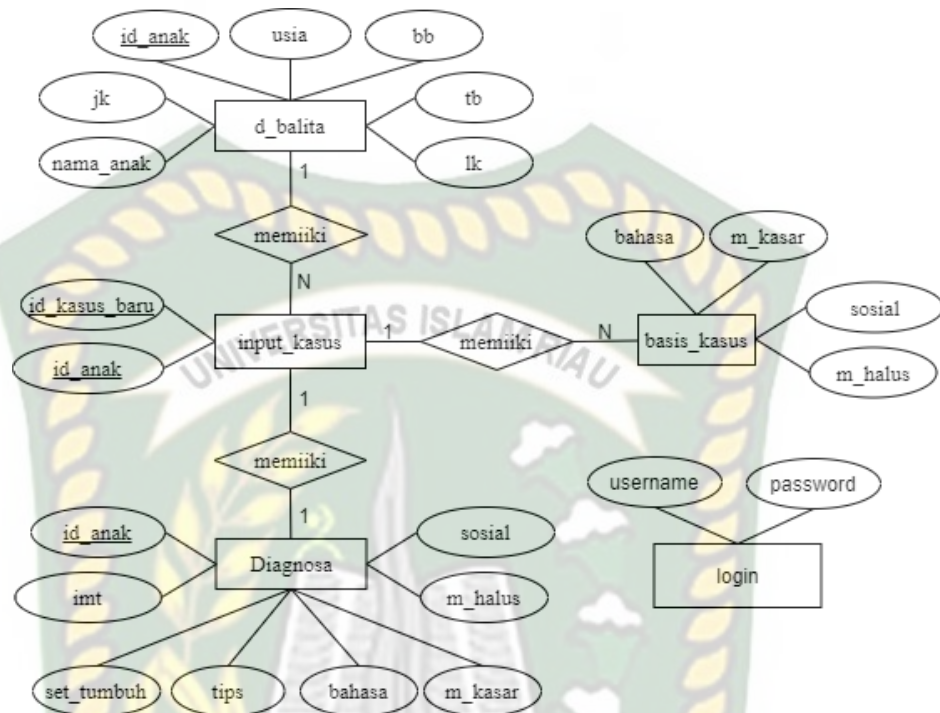 id_anak usia bb
jk tb
d_balita
nama_anak lk
1
memiiki
N
bahasa m_kasar
id_kasus_baru sosial
UNIVERSITAS ISLAM RIAU
input_kasus 1 memiiki N basis_kasus
id_anak m_halus
1
memiiki
username password
1
id_anak sosial
Diagnosa
login
imt m_halus
set_tumbuh tips bahasa m_kasar